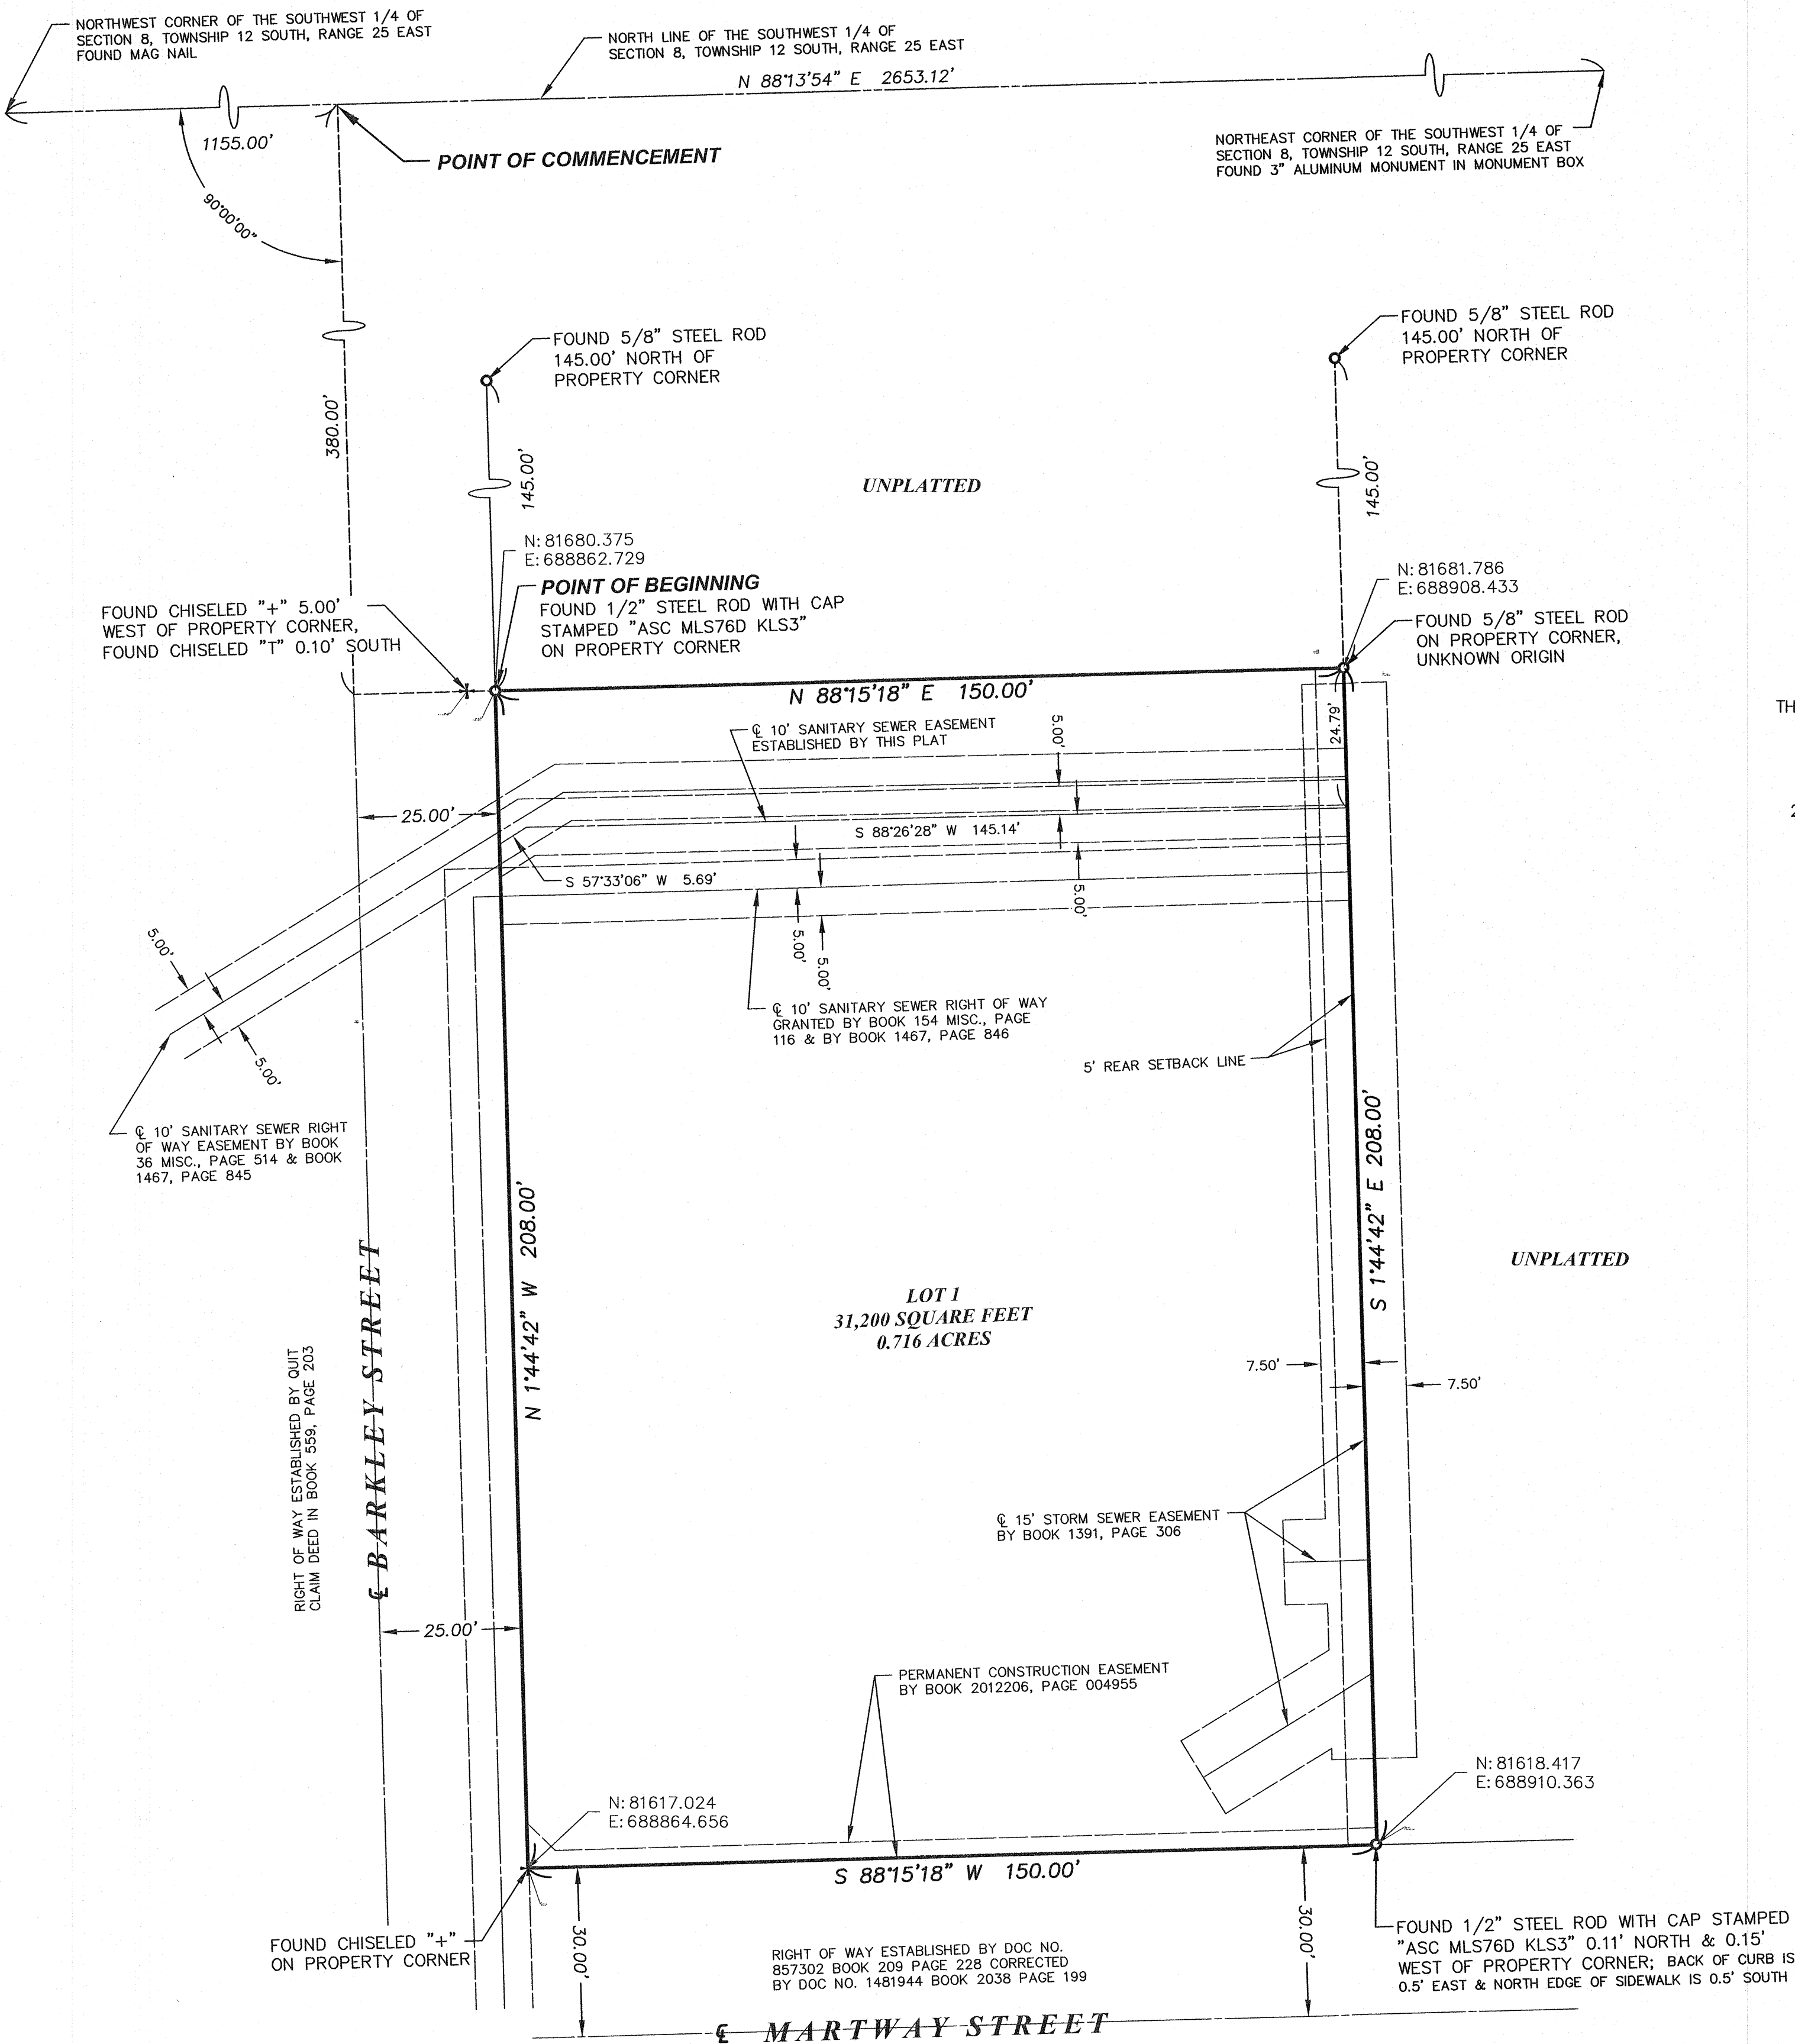 NORTHWEST CORNER OF THE SOUTHWEST 1/4 OF
SECTION 8, TOWNSHIP 12 SOUTH, RANGE 25 EAST
FOUND MAG NAIL
NORTH LINE OF THE SOUTHWEST 1/4 OF
SECTION 8, TOWNSHIP 12 SOUTH, RANGE 25 EAST
N 88°13'54" E 2653.12'
1155.00'
POINT OF COMMENCEMENT
NORTHEAST CORNER OF THE SOUTHWEST 1/4 OF
SECTION 8, TOWNSHIP 12 SOUTH, RANGE 25 EAST
FOUND 3" ALUMINUM MONUMENT IN MONUMENT BOX
90°00'00"
380.00'
FOUND 5/8" STEEL ROD
145.00' NORTH OF
PROPERTY CORNER
FOUND 5/8" STEEL ROD
145.00' NORTH OF
PROPERTY CORNER
145.00'
UNPLATTED
145.00'
N: 81680.375
E: 688862.729
POINT OF BEGINNING
FOUND 1/2" STEEL ROD WITH CAP
STAMPED "ASC MLS76D KLS3"
ON PROPERTY CORNER
N: 81681.786
E: 688908.433
FOUND 5/8" STEEL ROD
ON PROPERTY CORNER,
UNKNOWN ORIGIN
FOUND CHISELED "+" 5.00'
WEST OF PROPERTY CORNER,
FOUND CHISELED "T" 0.10' SOUTH
N 88°15'18" E 150.00'
24.79'
TH
℄ 10' SANITARY SEWER EASEMENT
ESTABLISHED BY THIS PLAT
5.00'
25.00'
2
S 88°26'28" W 145.14'
S 57°33'06" W 5.69'
5.00'
5.00'
5.00'
5.00'
5.00'
℄ 10' SANITARY SEWER RIGHT OF WAY
GRANTED BY BOOK 154 MISC., PAGE
116 & BY BOOK 1467, PAGE 846
5' REAR SETBACK LINE
℄ 10' SANITARY SEWER RIGHT
OF WAY EASEMENT BY BOOK
36 MISC., PAGE 514 & BOOK
1467, PAGE 845
N 1°44'42" W 208.00'
S 1°44'42" E 208.00'
UNPLATTED
LOT 1
31,200 SQUARE FEET
0.716 ACRES
RIGHT OF WAY ESTABLISHED BY QUIT
CLAIM DEED IN BOOK 559, PAGE 203
℄ BARKLEY STREET
7.50'
7.50'
℄ 15' STORM SEWER EASEMENT
BY BOOK 1391, PAGE 306
25.00'
PERMANENT CONSTRUCTION EASEMENT
BY BOOK 2012206, PAGE 004955
N: 81618.417
E: 688910.363
N: 81617.024
E: 688864.656
S 88°15'18" W 150.00'
FOUND CHISELED "+"
ON PROPERTY CORNER
30.00'
30.00'
RIGHT OF WAY ESTABLISHED BY DOC NO.
857302 BOOK 209 PAGE 228 CORRECTED
BY DOC NO. 1481944 BOOK 2038 PAGE 199
FOUND 1/2" STEEL ROD WITH CAP STAMPED
"ASC MLS76D KLS3" 0.11' NORTH & 0.15'
WEST OF PROPERTY CORNER; BACK OF CURB IS
0.5' EAST & NORTH EDGE OF SIDEWALK IS 0.5' SOUTH
℄ MARTWAY STREET